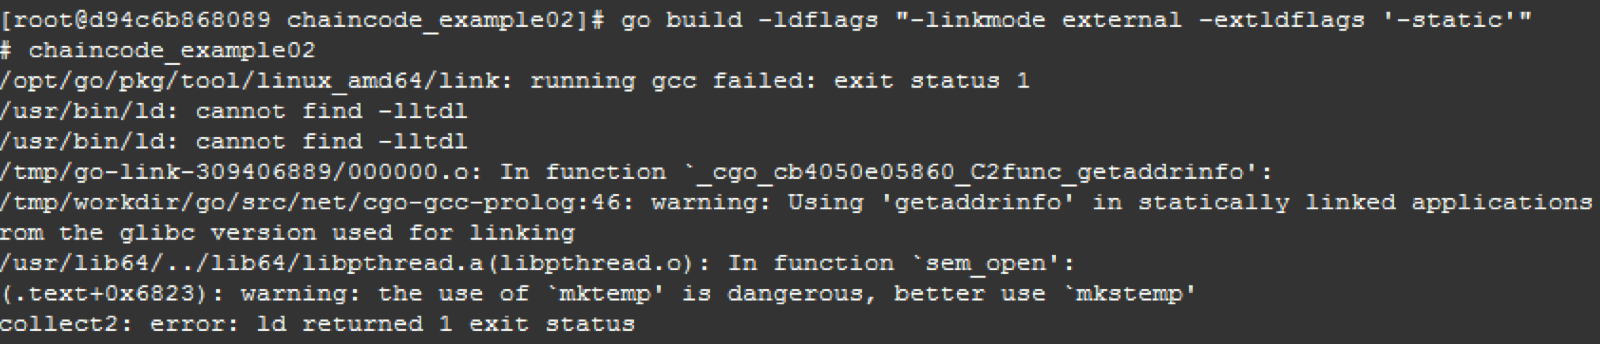 [root@d94c6b868089 chaincode_example02]# go build -ldflags "-linkmode external -extldflags '-static'"
# chaincode_example02
/opt/go/pkg/tool/linux_amd64/link: running gcc failed: exit status 1
/usr/bin/ld: cannot find -lltdl
/usr/bin/ld: cannot find -lltdl
/tmp/go-link-309406889/000000.o: In function `_cgo_cb4050e05860_C2func_getaddrinfo':
/tmp/workdir/go/src/net/cgo-gcc-prolog:46: warning: Using 'getaddrinfo' in statically linked applications
rom the glibc version used for linking
/usr/lib64/../lib64/libpthread.a(libpthread.o): In function `sem_open':
(.text+0x6823): warning: the use of `mktemp' is dangerous, better use `mkstemp'
collect2: error: ld returned 1 exit status